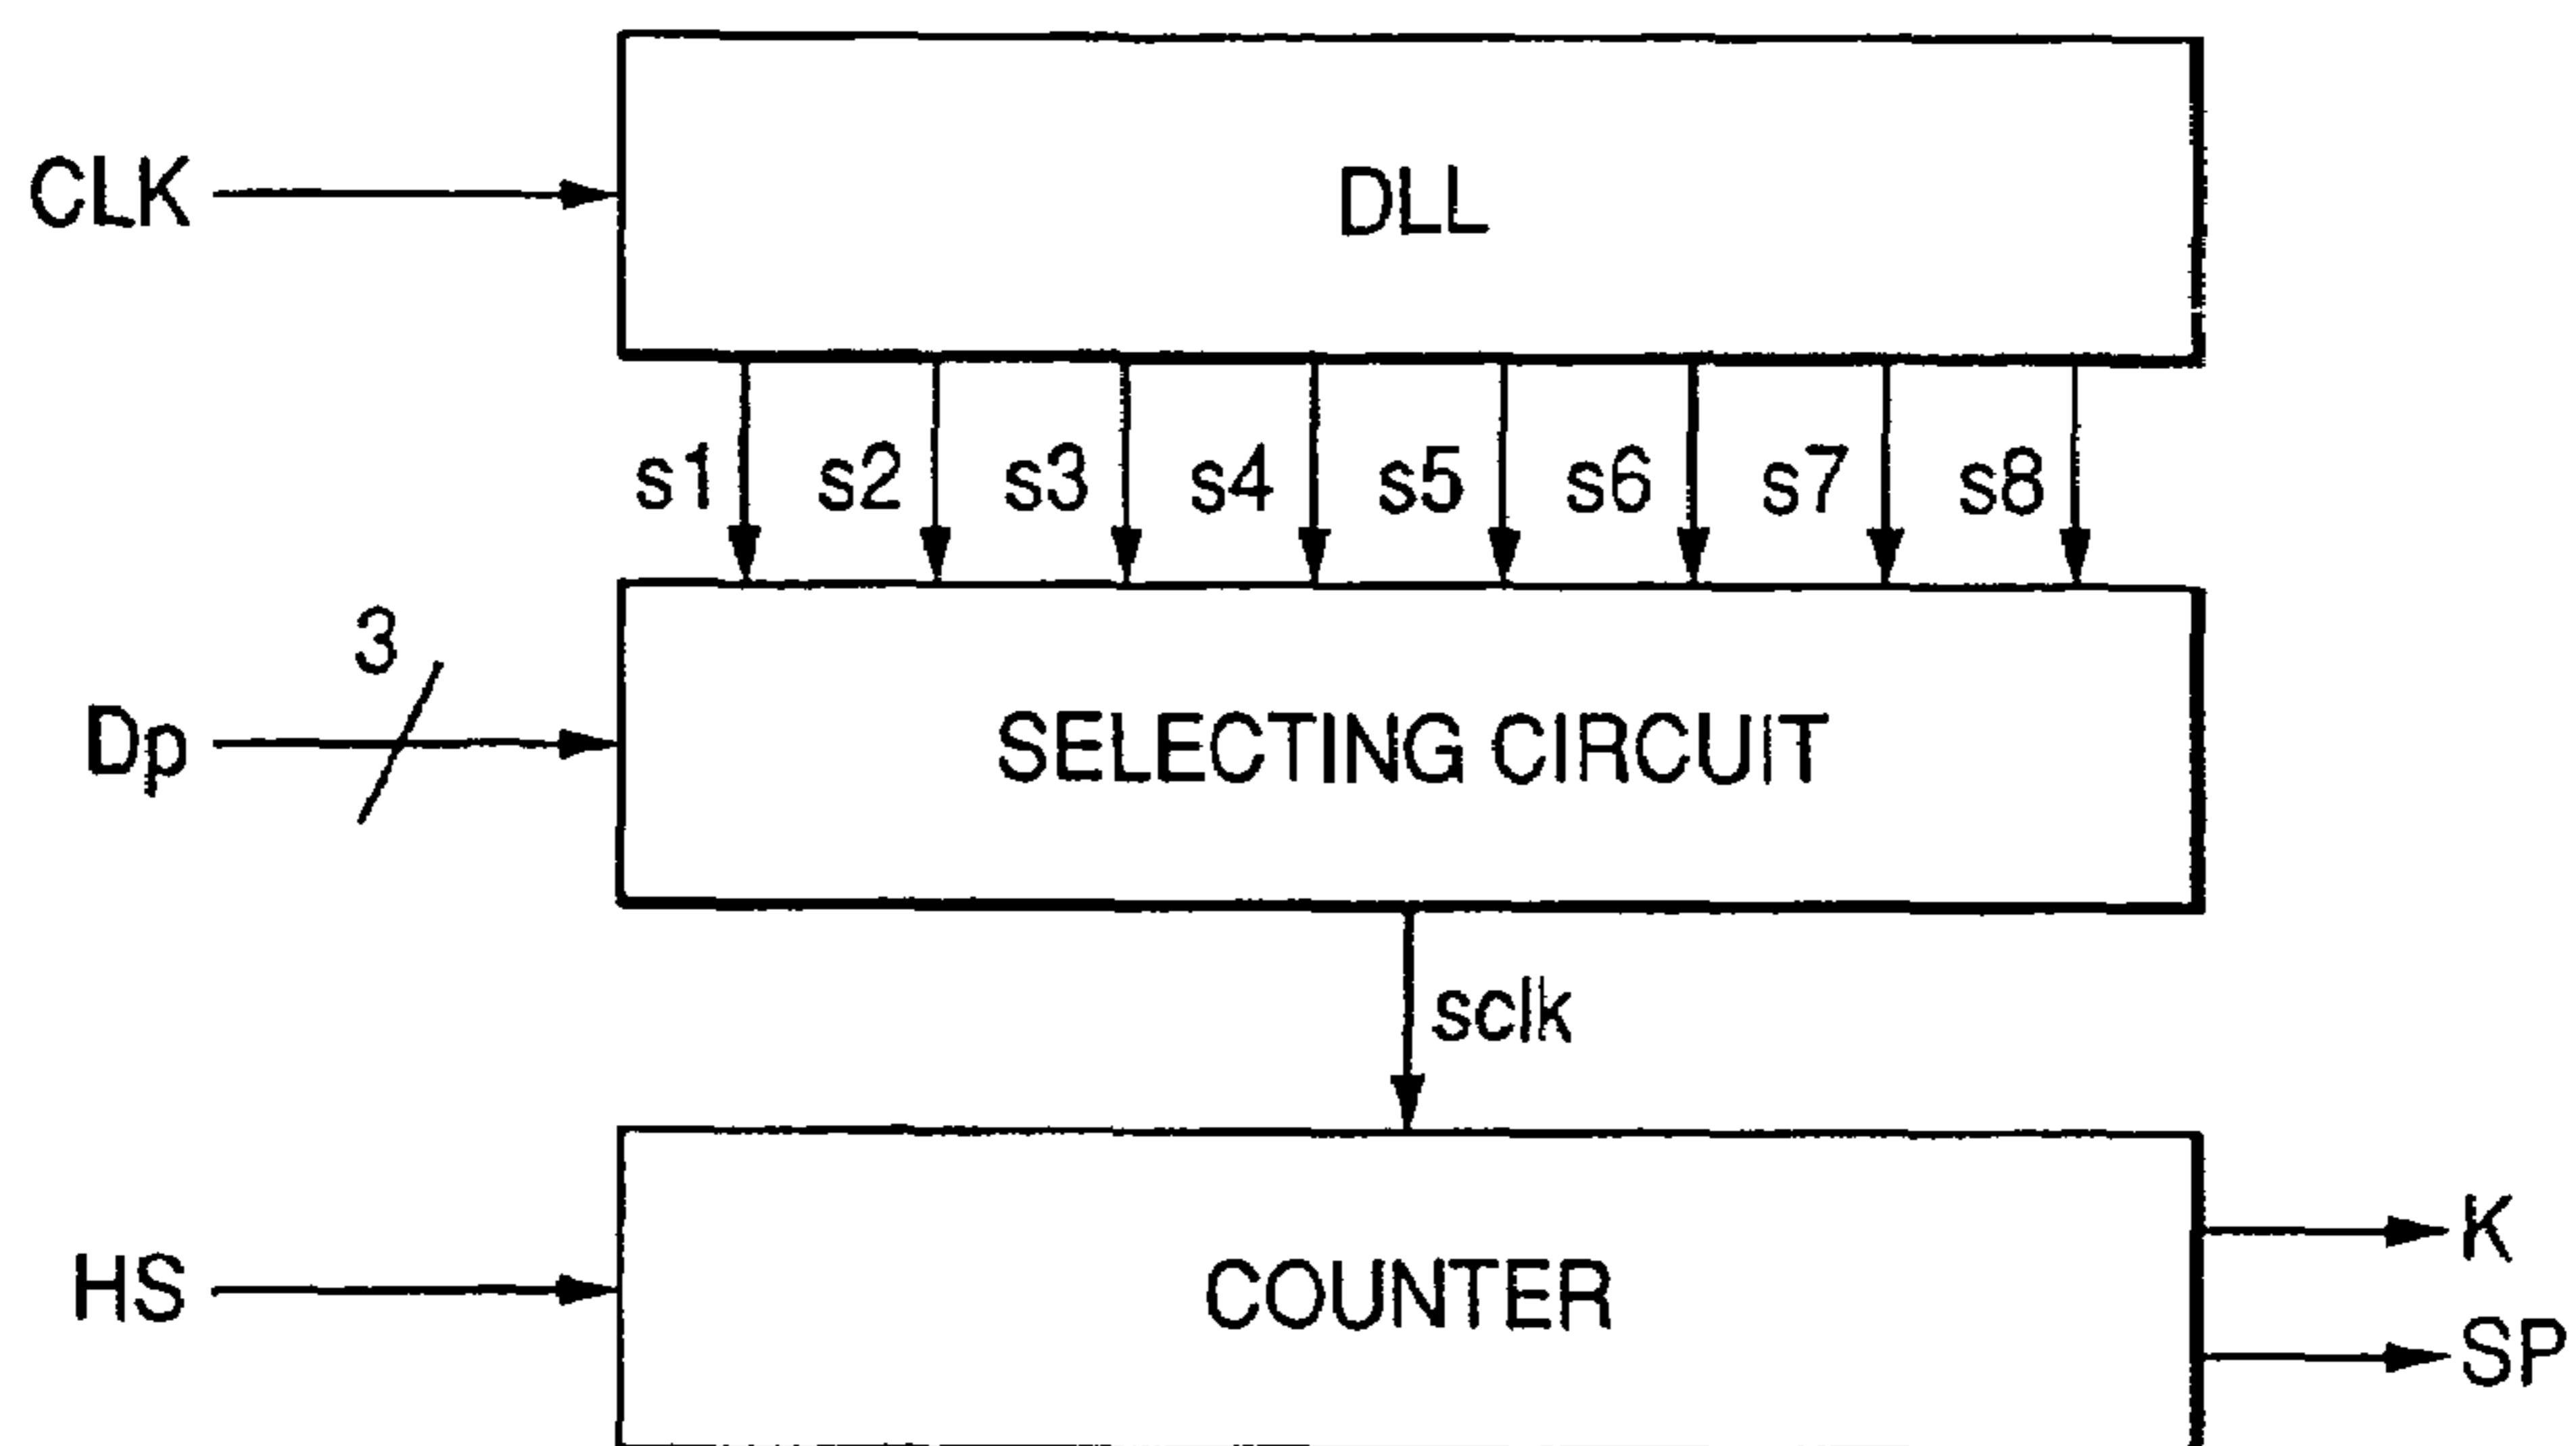 CLK
DLL
s1 s2 s3 s4 s5 s6 s7 s8
3
Dp
SELECTING CIRCUIT
sclk
HS
COUNTER
K
SP